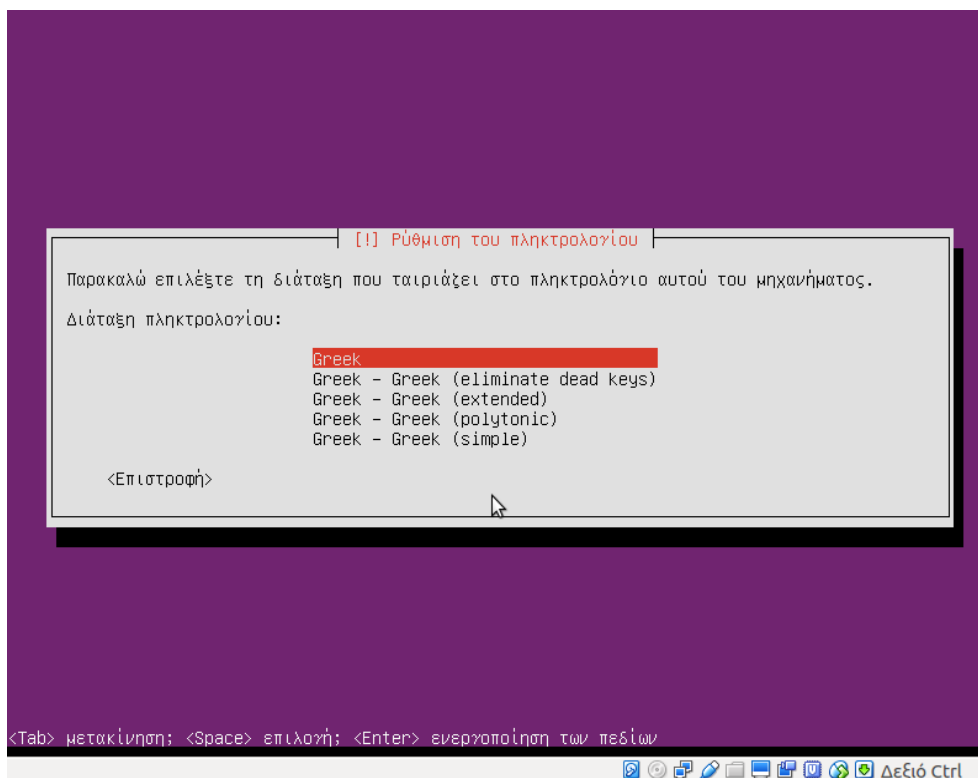 [!] Ρύθμιση του πληκτρολογίου
Παρακαλώ επιλέξτε τη διάταξη που ταιριάζει στο πληκτρολόγιο αυτού του μηχανήματος.
Διάταξη πληκτρολογίου:
Greek
Greek - Greek (eliminate dead keys)
Greek - Greek (extended)
Greek - Greek (polytonic)
Greek - Greek (simple)
<Επιστροφή>
<Tab> μετακίνηση; <Space> επιλογή; <Enter> ενεργοποίηση των πεδίων
Δεξιό Ctrl